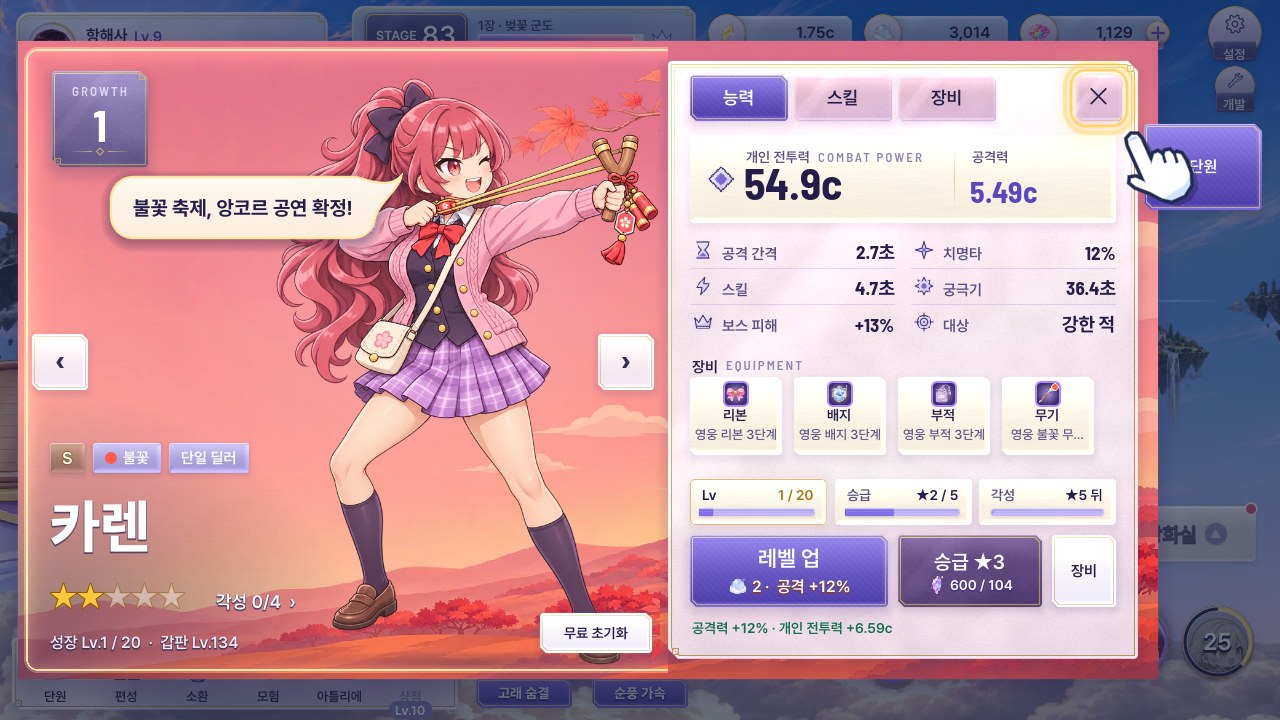 항해사 Lv.9
STAGE 83
1장 · 벚꽃 군도
1.75c
3,014
1,129
설정
개발
GROWTH
1
불꽃 축제, 앙코르 공연 확정!
능력
스킬
장비
개인 전투력 COMBAT POWER
54.9c
공격력
5.49c
공격 간격 2.7초
치명타 12%
스킬 4.7초
궁극기 36.4초
보스 피해 +13%
대상 강한 적
장비 EQUIPMENT
리본
영웅 리본 3단계
배지
영웅 배지 3단계
부적
영웅 부적 3단계
무기
영웅 불꽃 무...
S
불꽃
단일 딜러
카렌
각성 0/4 ›
성장 Lv.1 / 20 · 갑판 Lv.134
무료 초기화
Lv 1 / 20
승급 ★2 / 5
각성 ★5 뒤
레벨 업
2 · 공격 +12%
승급 ★3
600 / 104
장비
공격력 +12% · 개인 전투력 +6.59c
단원
25
단원
편성
소환
모험
아틀리에
상점
Lv.10
고래 숨결
순풍 가속